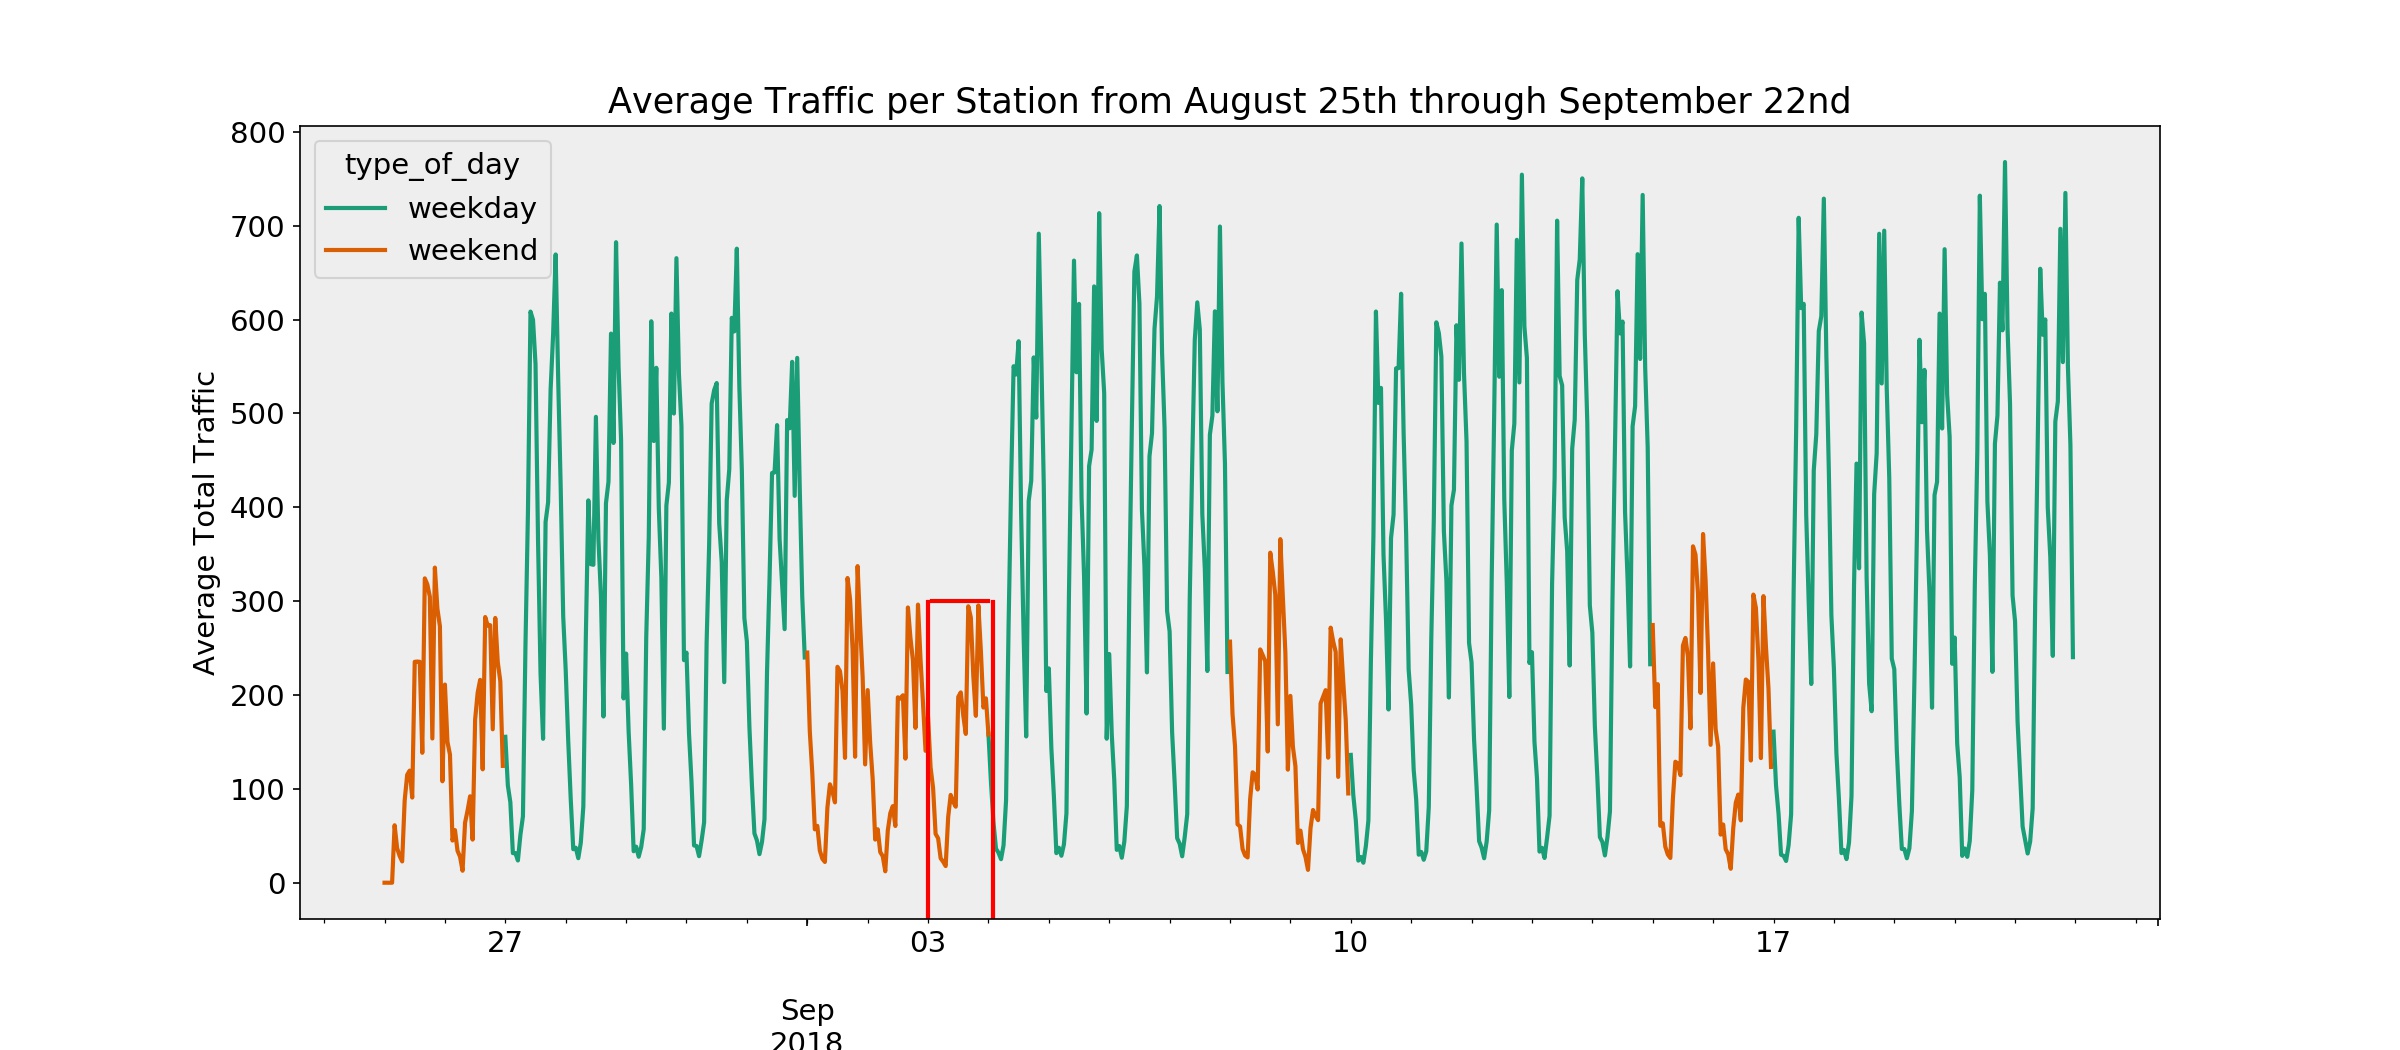 Average Traffic per Station from August 25th through September 22nd
type_of_day
weekday
weekend
Average Total Traffic
800
700
600
500
400
300
200
100
0
27
03
10
17
Sep
2018